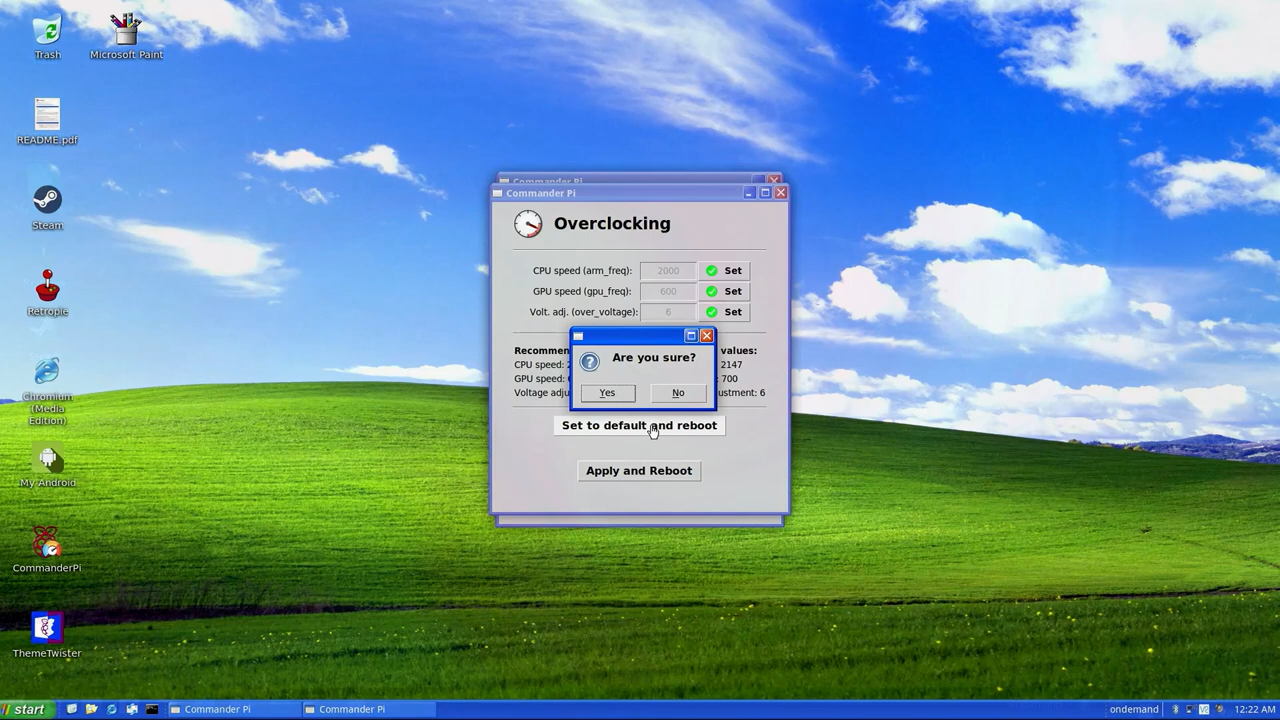 Trash
Microsoft Paint
README.pdf
Steam
Retropie
Chromium
(Media
Edition)
My Android
CommanderPi
ThemeTwister
Commander Pi
Commander Pi
Overclocking
CPU speed (arm_freq): 2000 Set
GPU speed (gpu_freq): 600 Set
Volt. adj. (over_voltage): 6 Set
Are you sure?
Yes No
Recommen values:
CPU speed: 2 2147
GPU speed: 700
Voltage adju ustment: 6
Set to default and reboot
Apply and Reboot
start Commander Pi Commander Pi ondemand V2 12:22 AM